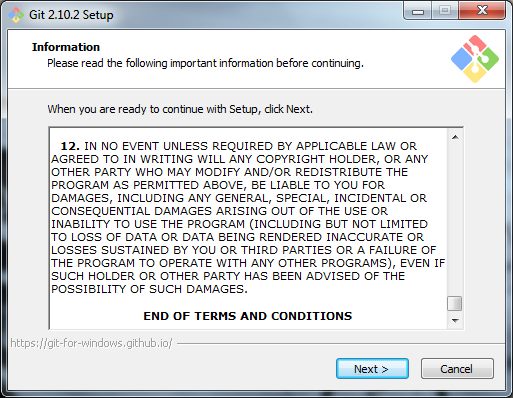 Git 2.10.2 Setup
Information
Please read the following important information before continuing.
When you are ready to continue with Setup, click Next.
12. IN NO EVENT UNLESS REQUIRED BY APPLICABLE LAW OR
AGREED TO IN WRITING WILL ANY COPYRIGHT HOLDER, OR ANY
OTHER PARTY WHO MAY MODIFY AND/OR REDISTRIBUTE THE
PROGRAM AS PERMITTED ABOVE, BE LIABLE TO YOU FOR
DAMAGES, INCLUDING ANY GENERAL, SPECIAL, INCIDENTAL OR
CONSEQUENTIAL DAMAGES ARISING OUT OF THE USE OR
INABILITY TO USE THE PROGRAM (INCLUDING BUT NOT LIMITED
TO LOSS OF DATA OR DATA BEING RENDERED INACCURATE OR
LOSSES SUSTAINED BY YOU OR THIRD PARTIES OR A FAILURE OF
THE PROGRAM TO OPERATE WITH ANY OTHER PROGRAMS), EVEN IF
SUCH HOLDER OR OTHER PARTY HAS BEEN ADVISED OF THE
POSSIBILITY OF SUCH DAMAGES.
END OF TERMS AND CONDITIONS
https://git-for-windows.github.io/
Next >
Cancel